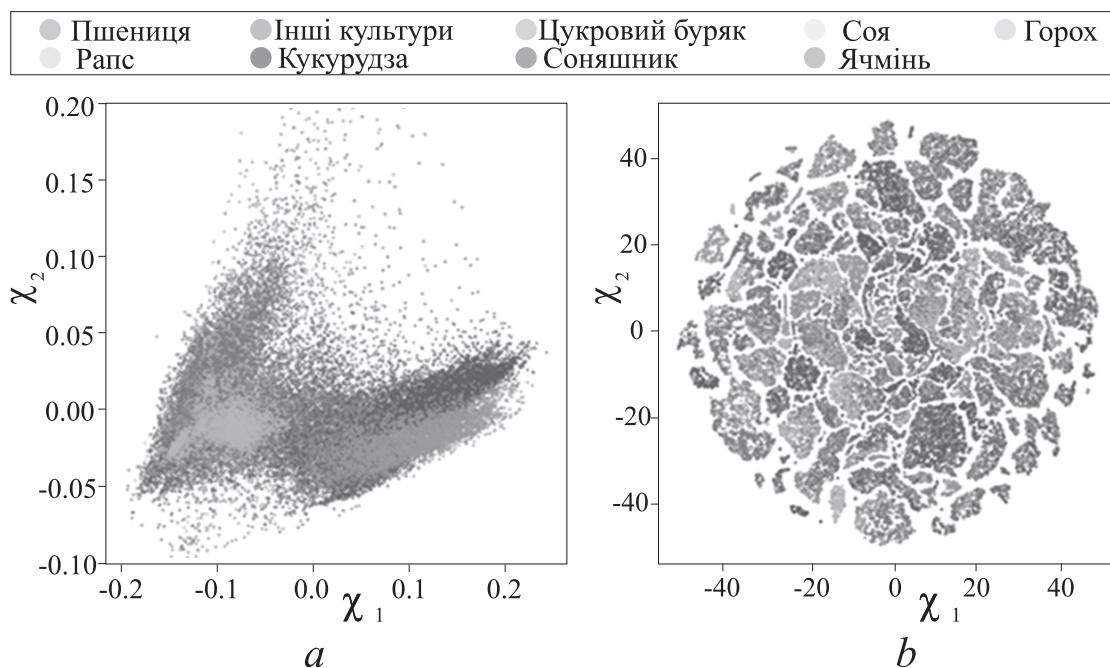 Пшениця Інші культури Цукровий буряк Соя Горох
Рапс Кукурудза Соняшник Ячмінь
0.20
0.15
0.10
0.05
0.00
-0.05
-0.10
χ2
-0.2 -0.1 0.0 0.1 0.2
χ1
a
40
20
0
-20
-40
χ2
-40 -20 0 20 40
χ1
b